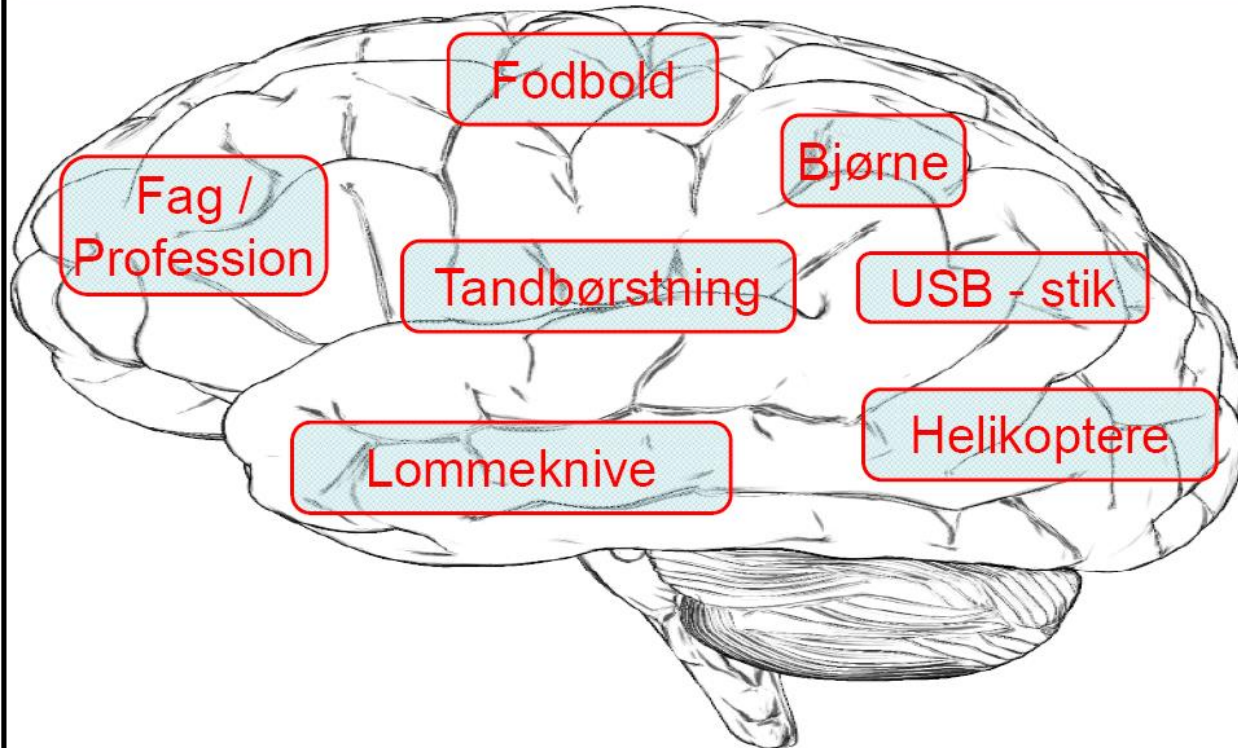 Fodbold
Bjørne
Fag /
Profession
Tandbørstning
USB - stik
Helikoptere
Lommeknive